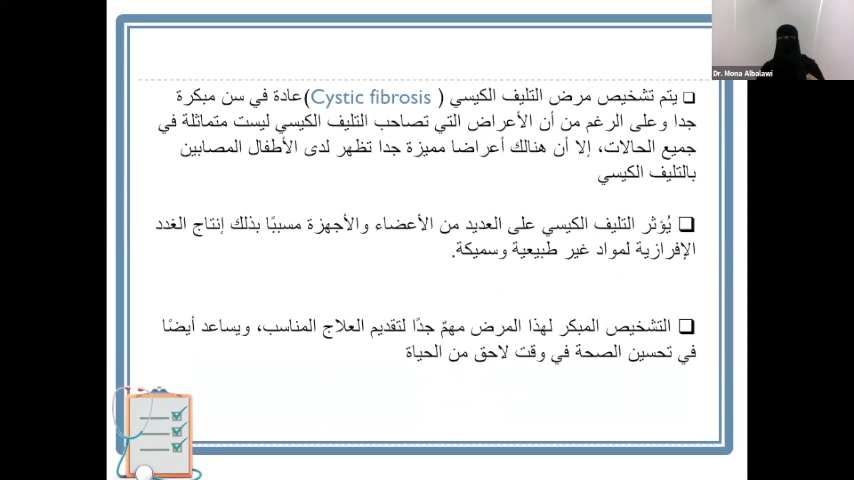 Dr. Mona Albalawi
❑ يتم تشخيص مرض التليف الكيسي ( Cystic fibrosis)عادة في سن مبكرة
جدا وعلى الرغم من أن الأعراض التي تصاحب التليف الكيسي ليست متماثلة في
جميع الحالات، إلا أن هنالك أعراضا مميزة جدا تظهر لدى الأطفال المصابين
بالتليف الكيسي
❑ يُؤثر التليف الكيسي على العديد من الأعضاء والأجهزة مسببًا بذلك إنتاج الغدد
الإفرازية لمواد غير طبيعية وسميكة.
❑ التشخيص المبكر لهذا المرض مهمٌ جدًا لتقديم العلاج المناسب، ويساعد أيضًا
في تحسين الصحة في وقت لاحق من الحياة